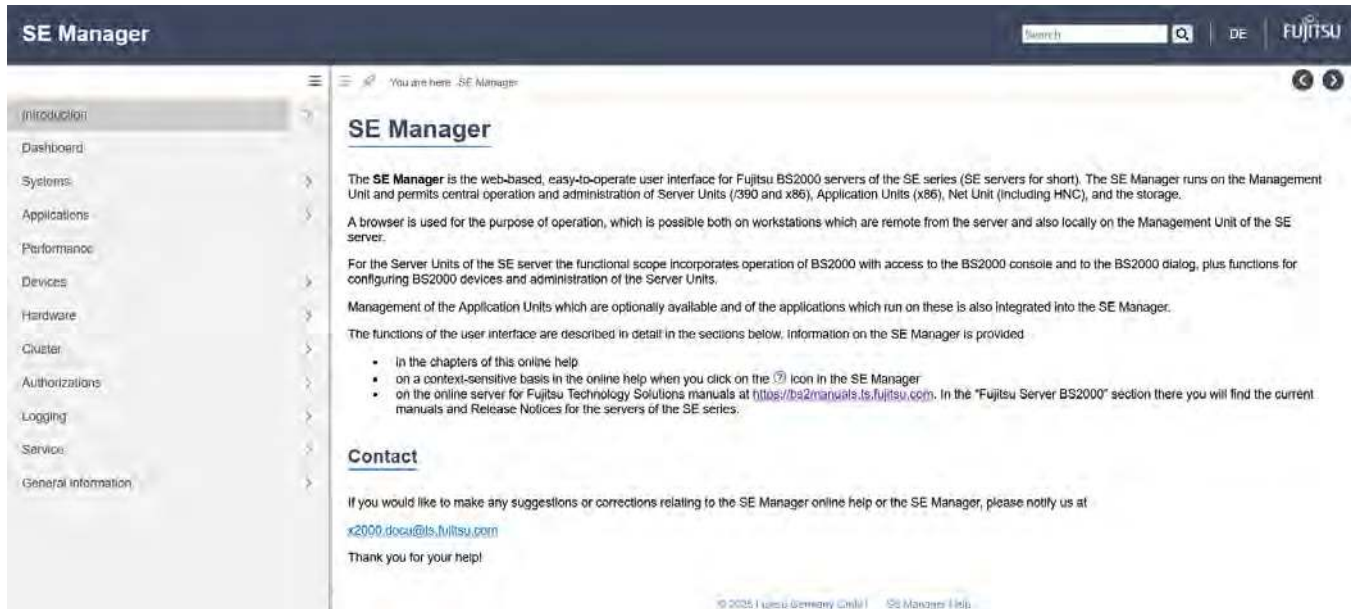 SE Manager
Search
DE
FUJITSU
You are here: SE Manager
Introduction
Dashboard
Systems
Applications
Performance
Devices
Hardware
Cluster
Authorizations
Logging
Service
General information
SE Manager
The SE Manager is the web-based, easy-to-operate user interface for Fujitsu BS2000 servers of the SE series (SE servers for short). The SE Manager runs on the Management
Unit and permits central operation and administration of Server Units (/390 and x86), Application Units (x86), Net Unit (including HNC), and the storage.
A browser is used for the purpose of operation, which is possible both on workstations which are remote from the server and also locally on the Management Unit of the SE
server.
For the Server Units of the SE server the functional scope incorporates operation of BS2000 with access to the BS2000 console and to the BS2000 dialog, plus functions for
configuring BS2000 devices and administration of the Server Units.
Management of the Application Units which are optionally available and of the applications which run on these is also integrated into the SE Manager.
The functions of the user interface are described in detail in the sections below. Information on the SE Manager is provided
• in the chapters of this online help
• on a context-sensitive basis in the online help when you click on the ? icon in the SE Manager
• on the online server for Fujitsu Technology Solutions manuals at https://bs2manuals.ts.fujitsu.com. In the "Fujitsu Server BS2000" section there you will find the current
manuals and Release Notices for the servers of the SE series.
Contact
If you would like to make any suggestions or corrections relating to the SE Manager online help or the SE Manager, please notify us at
x2000.docu@ts.fujitsu.com
Thank you for your help!
© 2025 Fujitsu Germany GmbH SE Manager Help